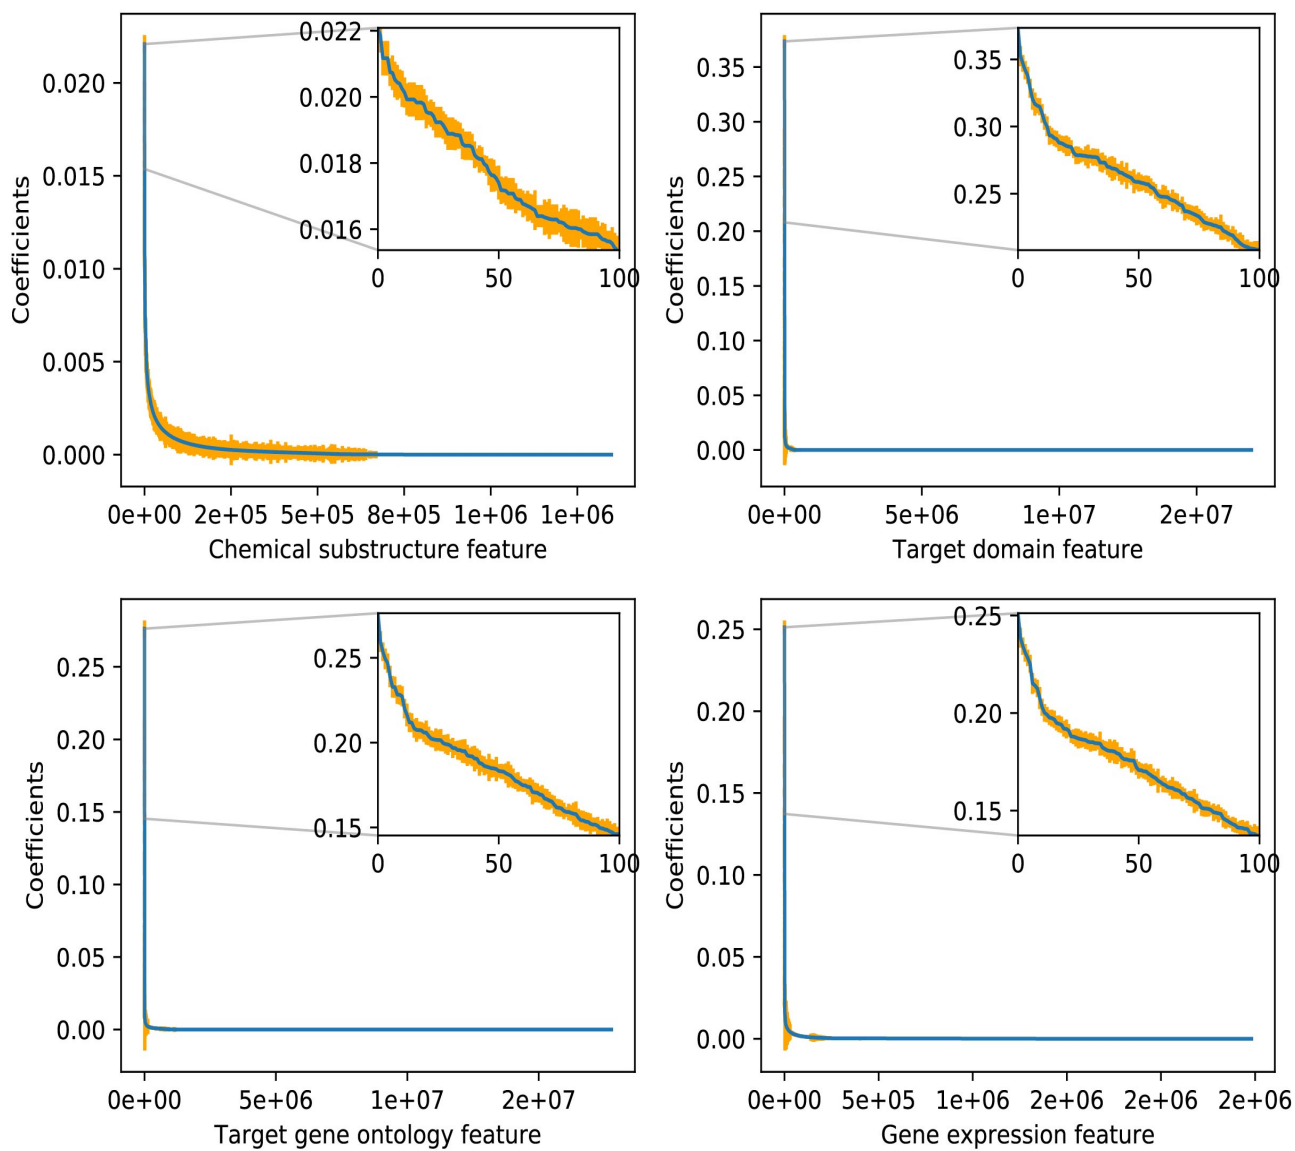 0.022
0.020
0.018
0.016
0 50 100
0.020
0.015
0.010
0.005
0.000
Coefficients
0e+00 2e+05 5e+05 8e+05 1e+06 1e+06
Chemical substructure feature
0.35
0.30
0.25
0 50 100
0.35
0.30
0.25
0.20
0.15
0.10
0.05
0.00
Coefficients
0e+00 5e+06 1e+07 2e+07
Target domain feature
0.25
0.20
0.15
0 50 100
0.25
0.20
0.15
0.10
0.05
0.00
Coefficients
0e+00 5e+06 1e+07 2e+07
Target gene ontology feature
0.25
0.20
0.15
0 50 100
0.25
0.20
0.15
0.10
0.05
0.00
Coefficients
0e+00 5e+05 1e+06 2e+06 2e+06 2e+06
Gene expression feature